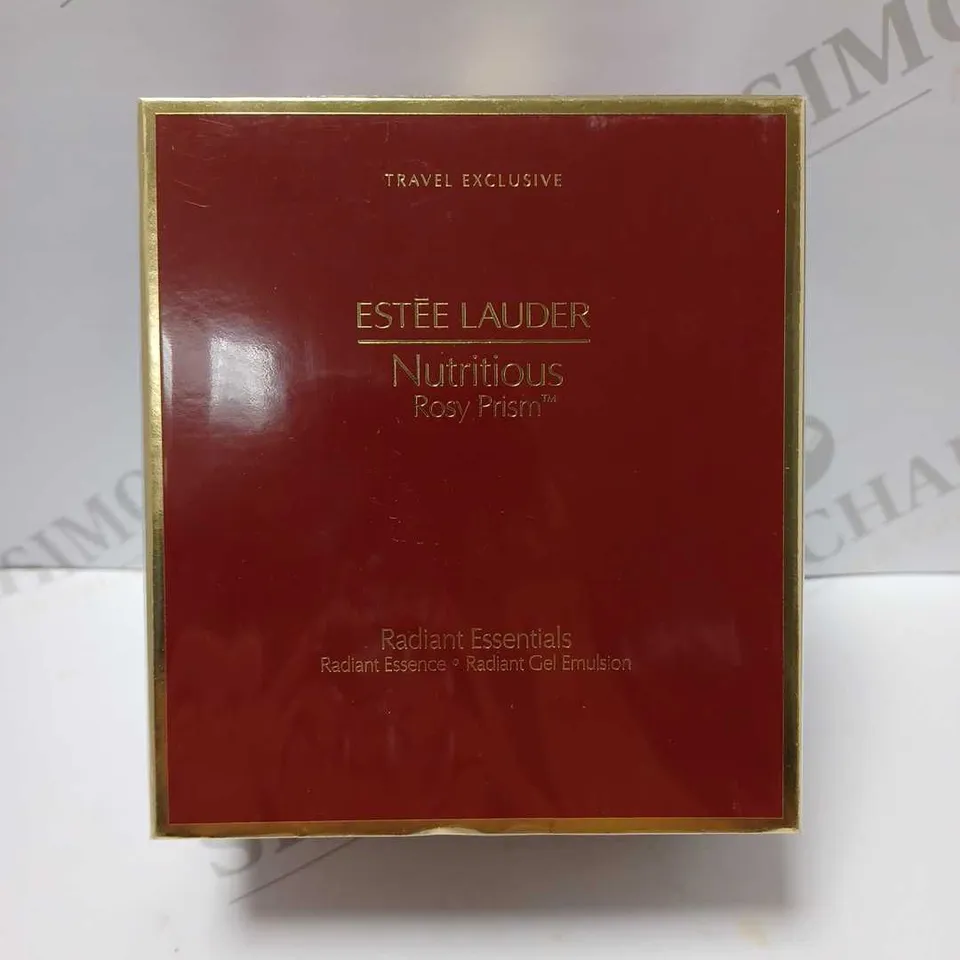 TRAVEL EXCLUSIVE
ESTĒE LAUDER
Nutritious
Rosy Prism™
Radiant Essentials
Radiant Essence • Radiant Gel Emulsion